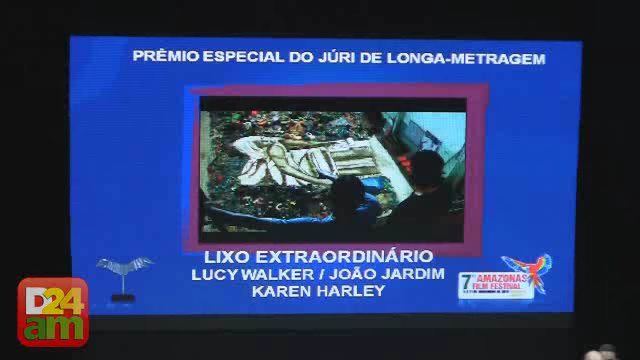 PRÊMIO ESPECIAL DO JÚRI DE LONGA-METRAGEM
LIXO EXTRAORDINÁRIO
LUCY WALKER / JOÃO JARDIM
KAREN HARLEY
7º AMAZONAS
FILM FESTIVAL
D24
am